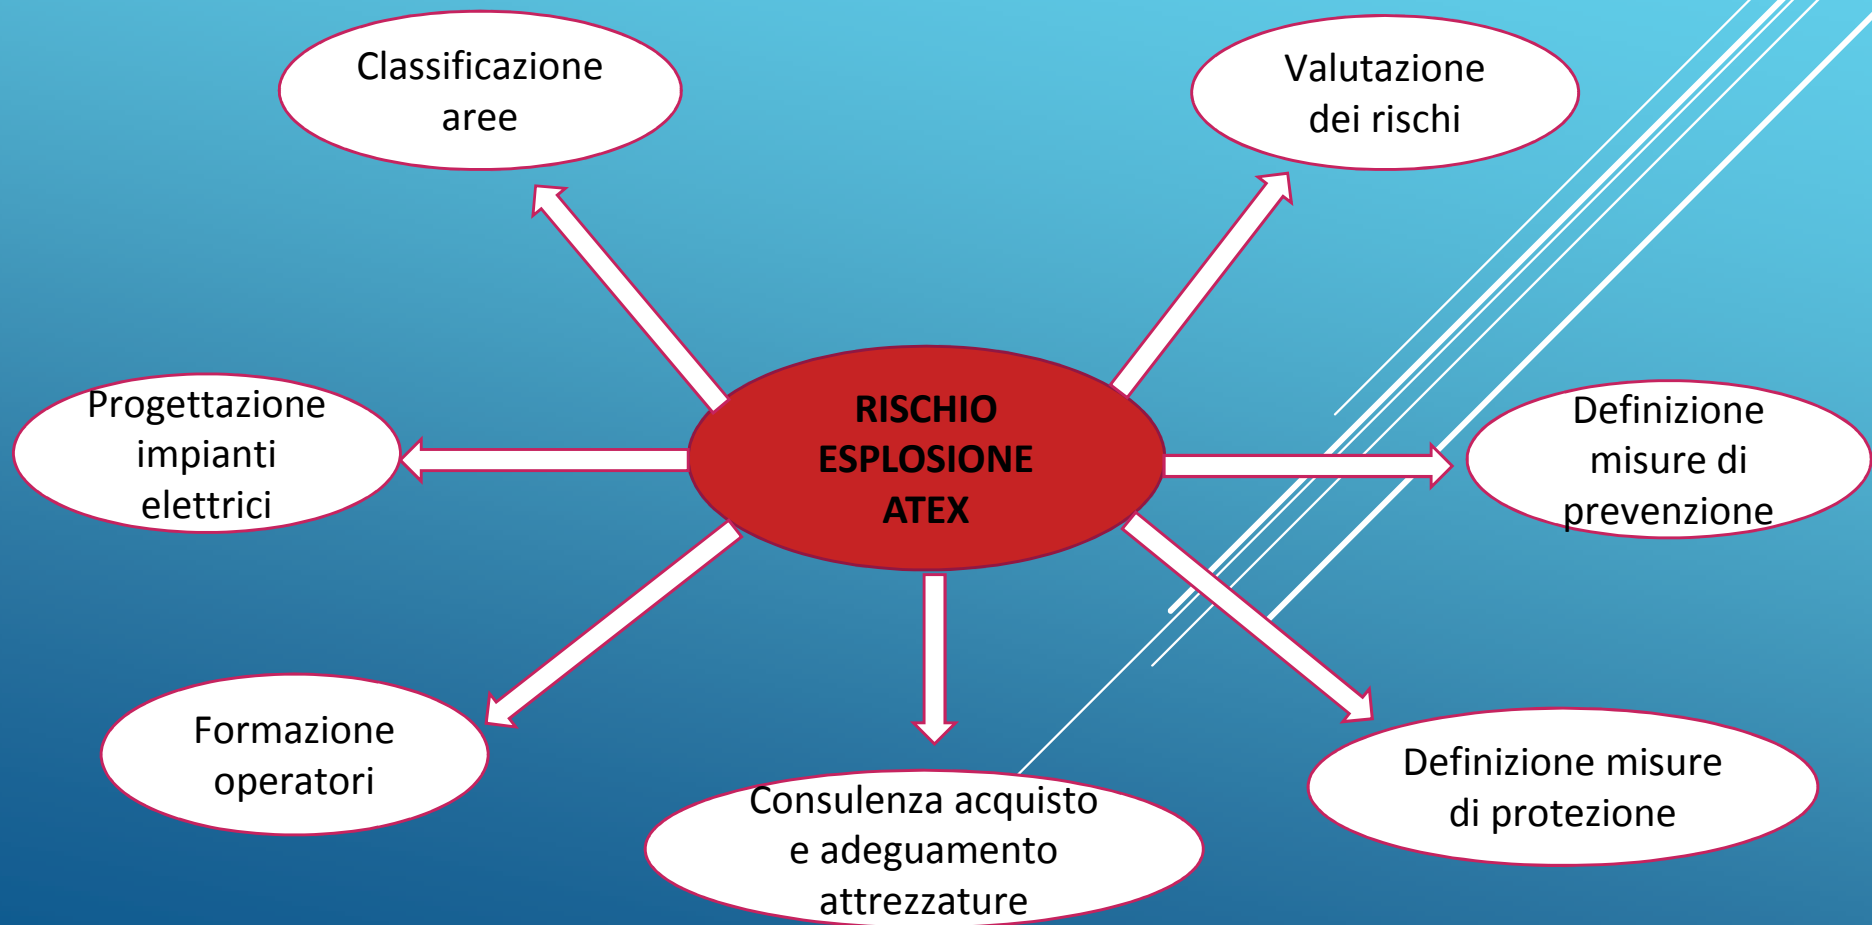 Classificazione
aree
Valutazione
dei rischi
Progettazione
impianti
elettrici
RISCHIO
ESPLOSIONE
ATEX
Definizione
misure di
prevenzione
Formazione
operatori
Consulenza acquisto
e adeguamento
attrezzature
Definizione misure
di protezione